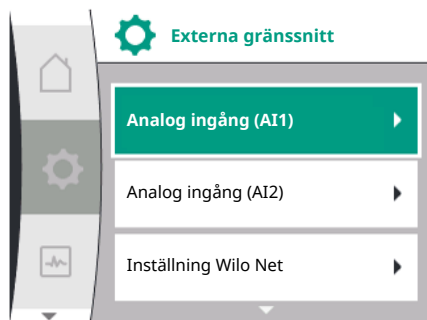 Externa gränssnitt
Analog ingång (AI1)
Analog ingång (AI2)
Inställning Wilo Net